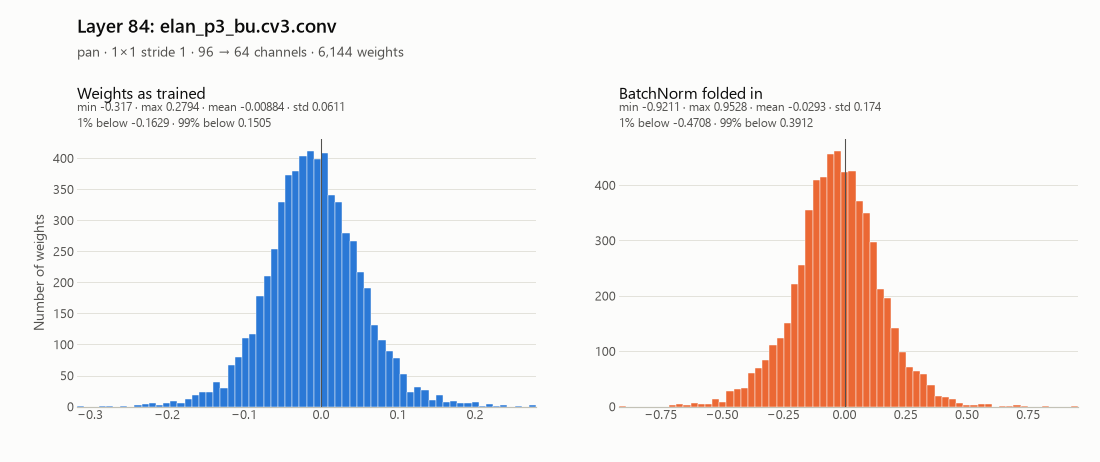 Layer 84: elan_p3_bu.cv3.conv
pan · 1×1 stride 1 · 96 → 64 channels · 6,144 weights
Weights as trained
min -0.317 · max 0.2794 · mean -0.00884 · std 0.0611
1% below -0.1629 · 99% below 0.1505
Number of weights
400
350
300
250
200
150
100
50
0
−0.3 −0.2 −0.1 0.0 0.1 0.2
BatchNorm folded in
min -0.9211 · max 0.9528 · mean -0.0293 · std 0.174
1% below -0.4708 · 99% below 0.3912
400
300
200
100
0
−0.75 −0.50 −0.25 0.00 0.25 0.50 0.75